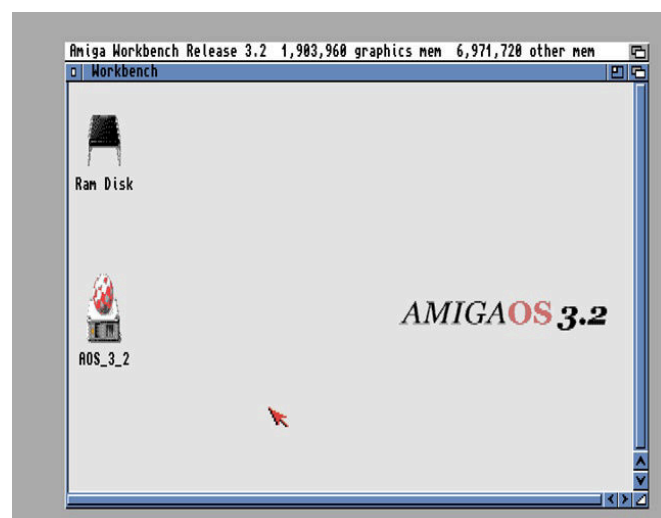 Amiga Workbench Release 3.2 1,903,960 graphics mem 6,971,720 other mem
Workbench
Ram Disk
AMIGAOS 3.2
AOS_3_2